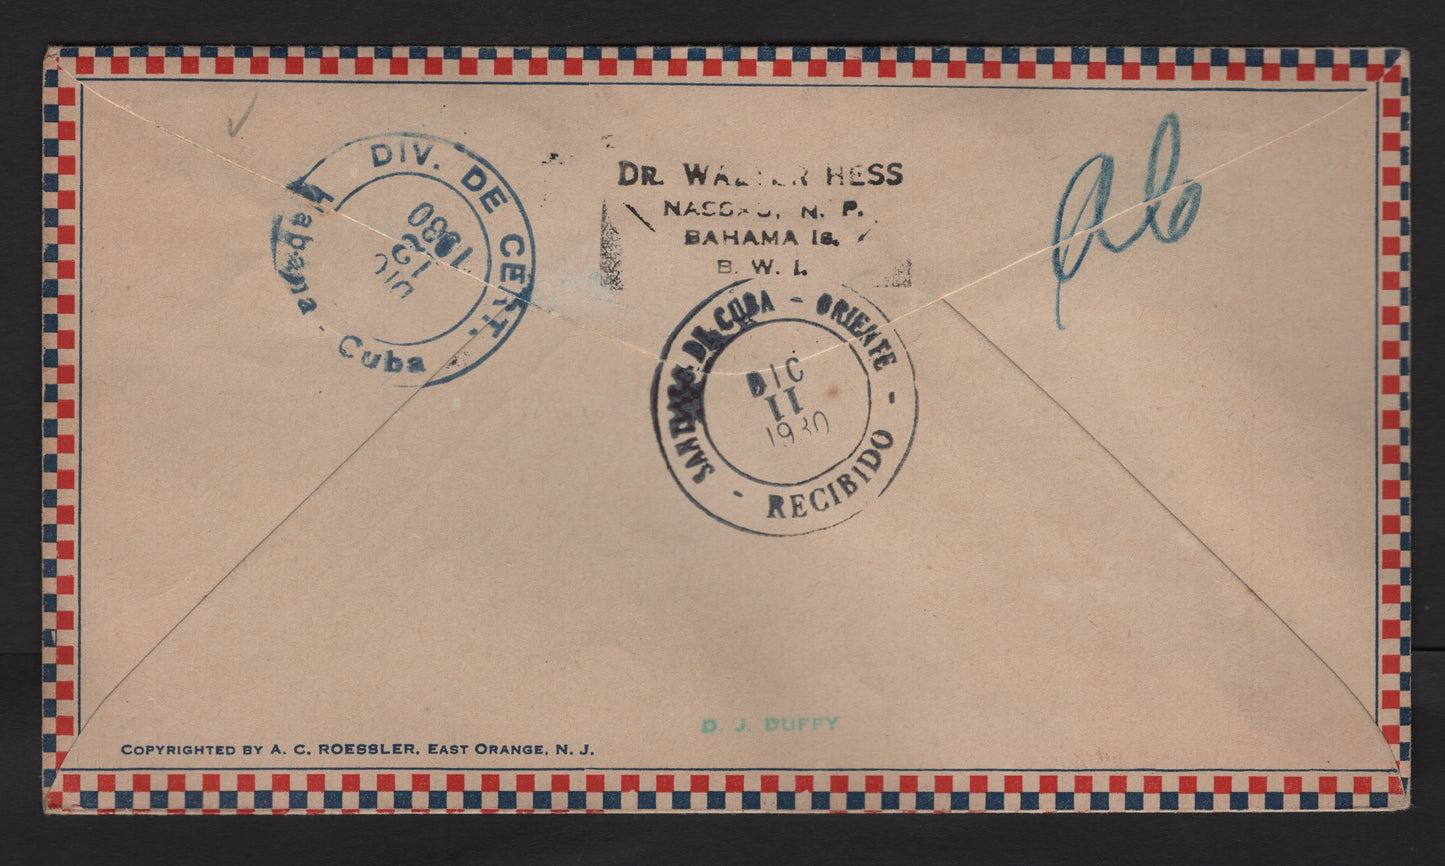 DIV. DE CERT.
Habana - Cuba
DIC
12
1930
DR. WALTER HESS
NASSAU, N. P.
BAHAMA Is.
B. W. I.
SANTIAGO DE CUBA - ORIENTE -
DIC
11
1930
RECIBIDO -
D. J. DUFFY
COPYRIGHTED BY A. C. ROESSLER, EAST ORANGE, N. J.